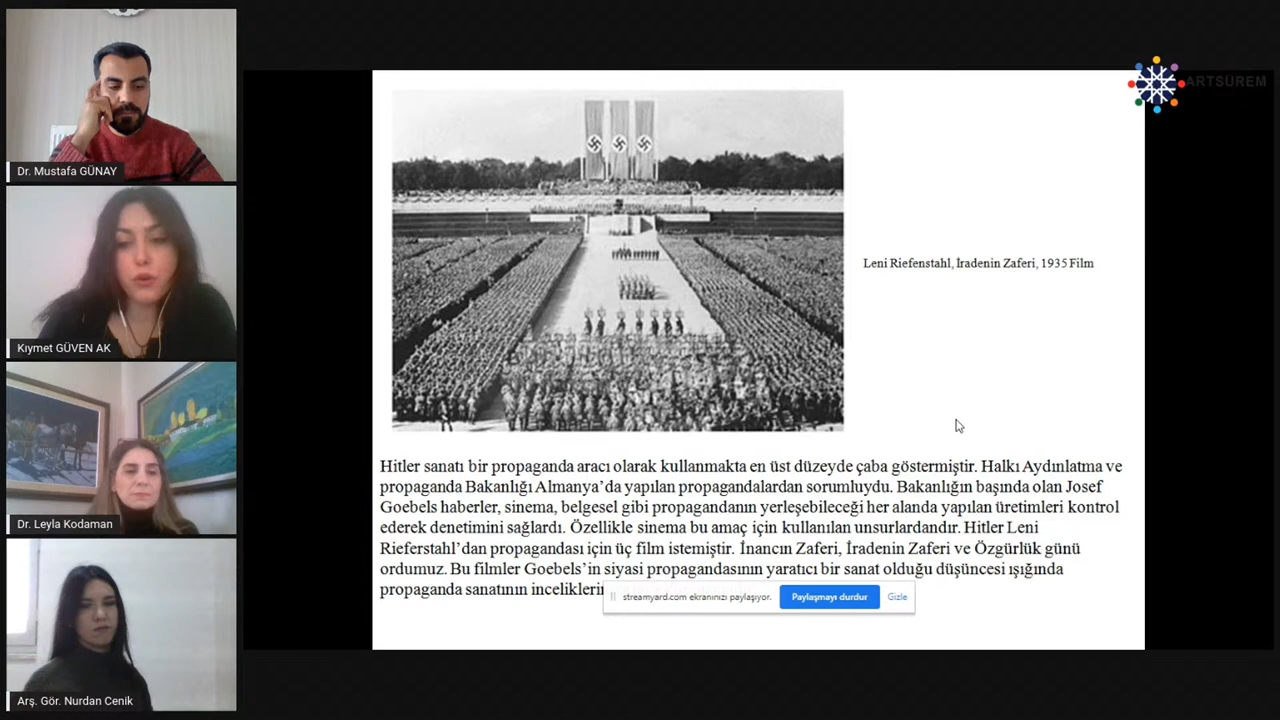 Dr. Mustafa GÜNAY
Kıymet GÜVEN AK
Dr. Leyla Kodaman
Arş. Gör. Nurdan Cenik
ARTSÜREM
Leni Riefenstahl, İradenin Zaferi, 1935 Film
Hitler sanatı bir propaganda aracı olarak kullanmakta en üst düzeyde çaba göstermiştir. Halkı Aydınlatma ve
propaganda Bakanlığı Almanya’da yapılan propagandalardan sorumluydu. Bakanlığın başında olan Josef
Goebels haberler, sinema, belgesel gibi propagandanın yerleşebileceği her alanda yapılan üretimleri kontrol
ederek denetimini sağlardı. Özellikle sinema bu amaç için kullanılan unsurlardandır. Hitler Leni
Rieferstahl’dan propagandası için üç film istemiştir. İnancın Zaferi, İradenin Zaferi ve Özgürlük günü
ordumuz. Bu filmler Goebels’in siyasi propagandasının yaratıcı bir sanat olduğu düşüncesi ışığında
propaganda sanatının incelikleri
streamyard.com ekranınızı paylaşıyor.
Paylaşmayı durdur
Gizle